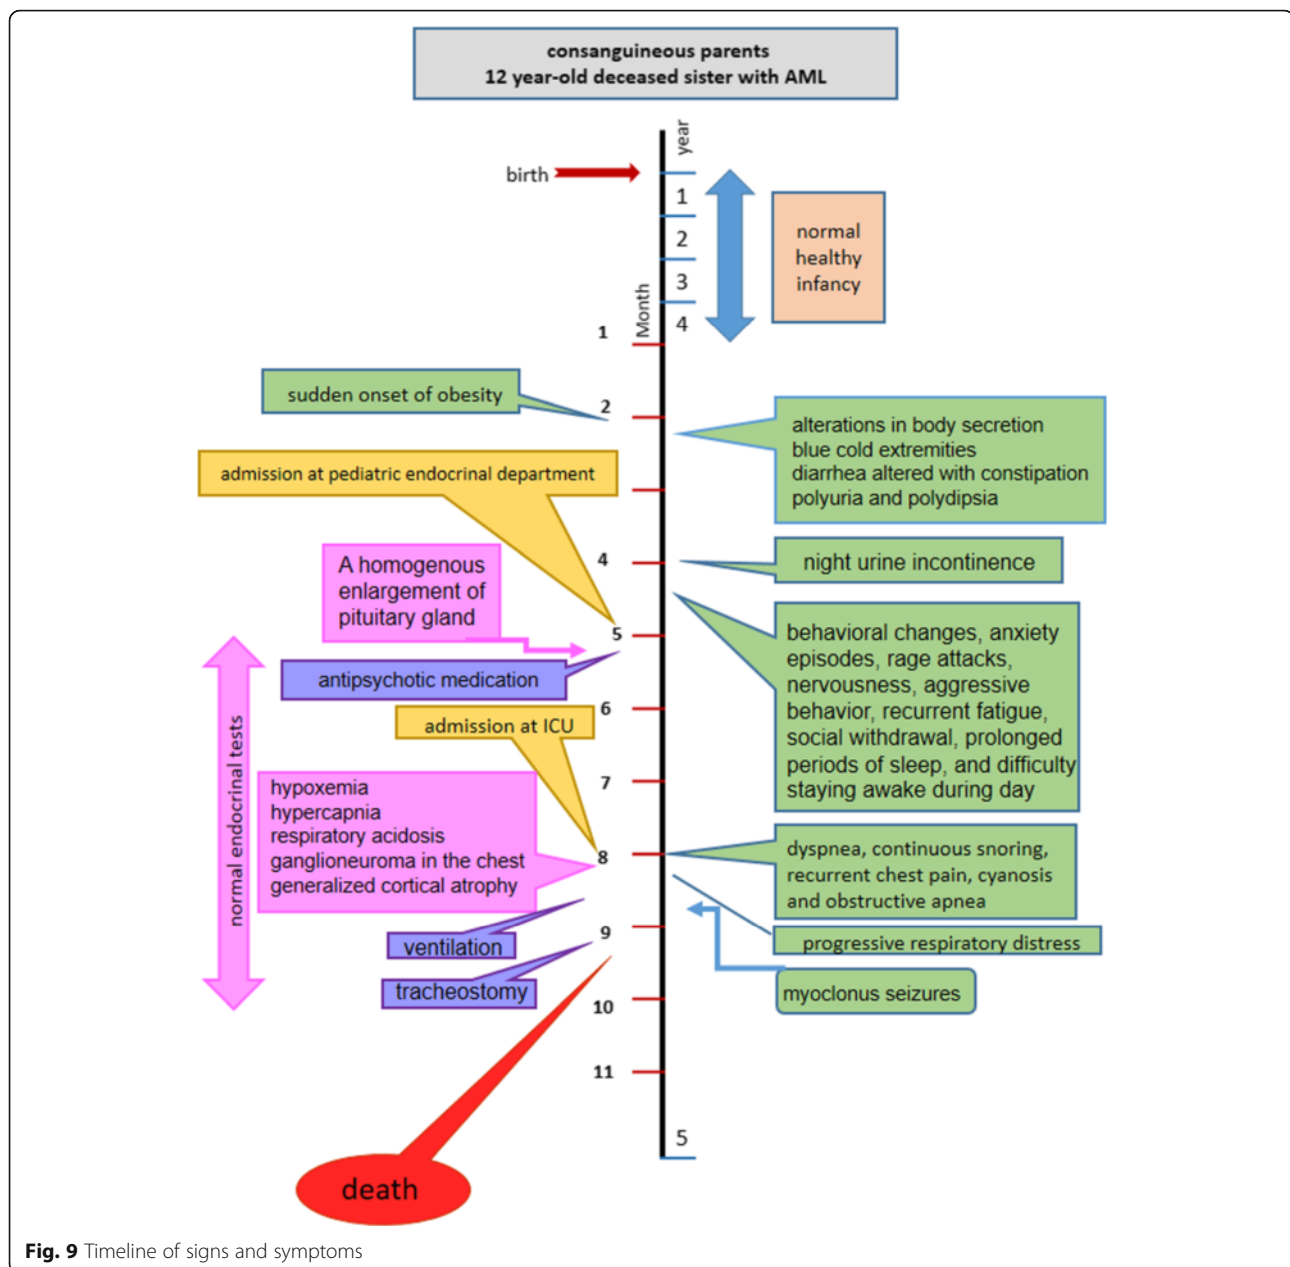 consanguineous parents
12 year-old deceased sister with AML
year
birth
1
2
3
4
normal
healthy
infancy
Month
1
sudden onset of obesity
2
alterations in body secretion
blue cold extremities
diarrhea altered with constipation
polyuria and polydipsia
admission at pediatric endocrinal department
4
night urine incontinence
A homogenous
enlargement of
pituitary gland
5
behavioral changes, anxiety
episodes, rage attacks,
nervousness, aggressive
behavior, recurrent fatigue,
social withdrawal, prolonged
periods of sleep, and difficulty
staying awake during day
antipsychotic medication
6
admission at ICU
normal endocrinal tests
7
hypoxemia
hypercapnia
respiratory acidosis
ganglioneuroma in the chest
generalized cortical atrophy
8
dyspnea, continuous snoring,
recurrent chest pain, cyanosis
and obstructive apnea
9
ventilation
progressive respiratory distress
tracheostomy
myoclonus seizures
10
11
5
death
Fig. 9 Timeline of signs and symptoms